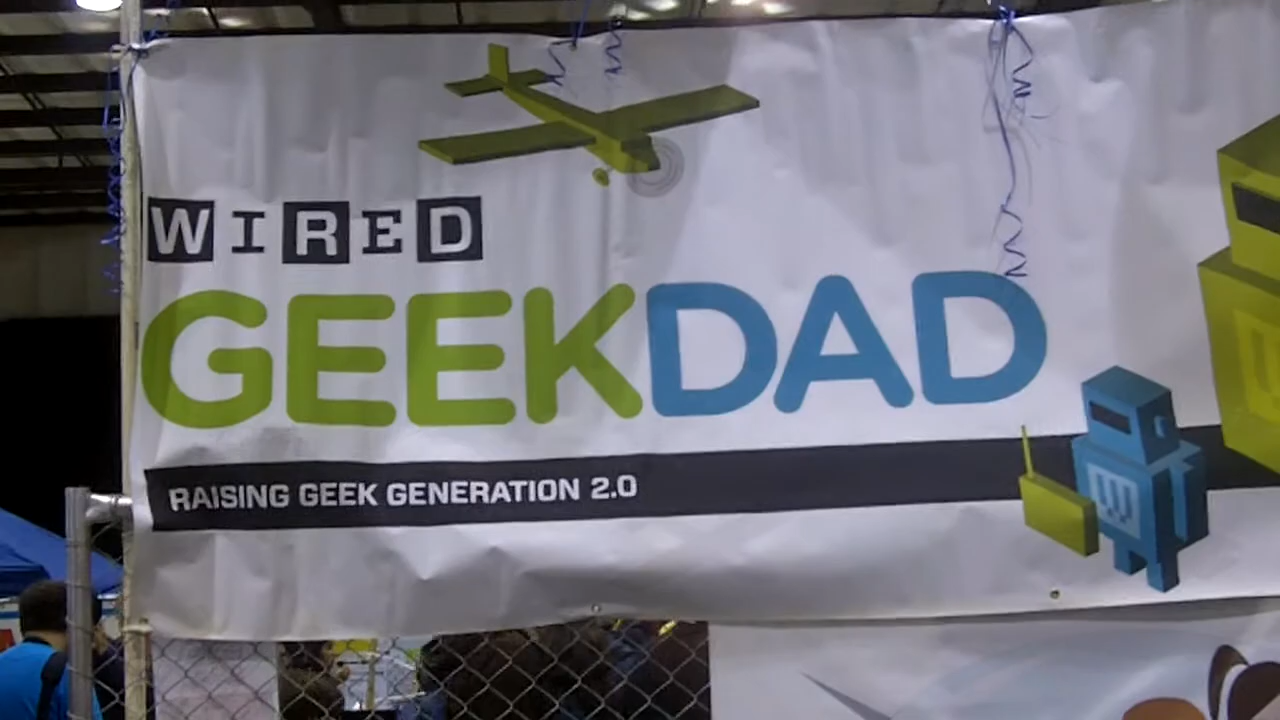 WIRED
GEEKDAD
RAISING GEEK GENERATION 2.0
W
W